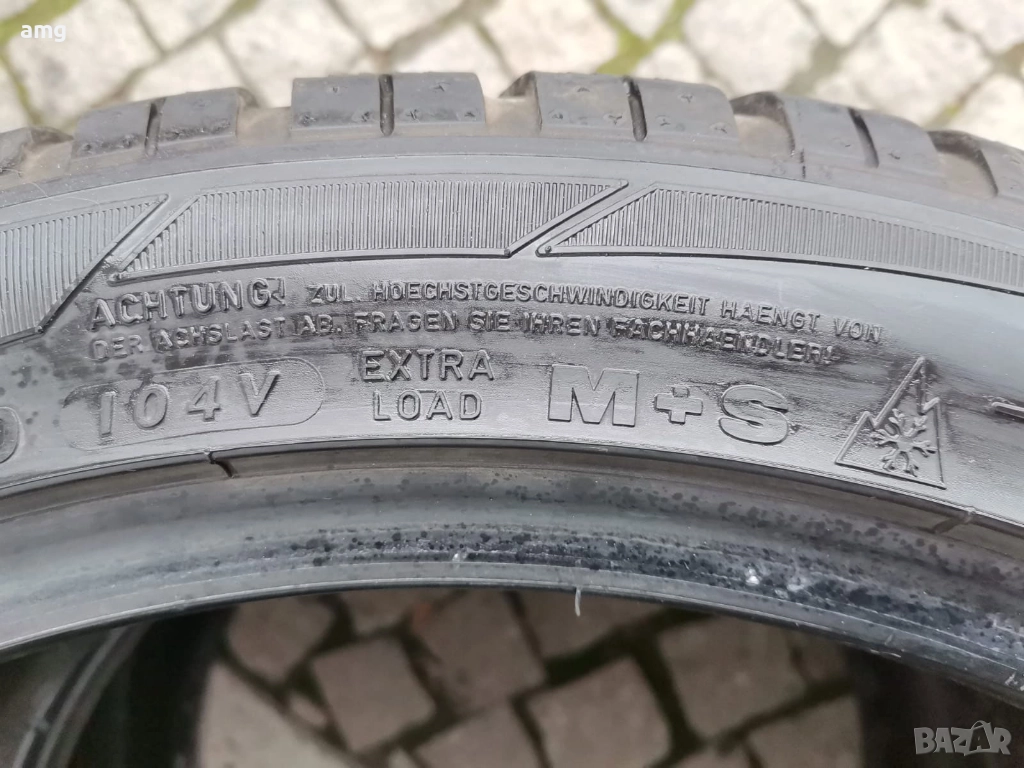 amg
ACHTUNG! ZUL. HOECHSTGESCHWINDIGKEIT HAENGT VON
DER ACHSLAST AB. FRAGEN SIE IHREN FACHHAENDLER!
104V
EXTRA
LOAD
M+S
BAZAR